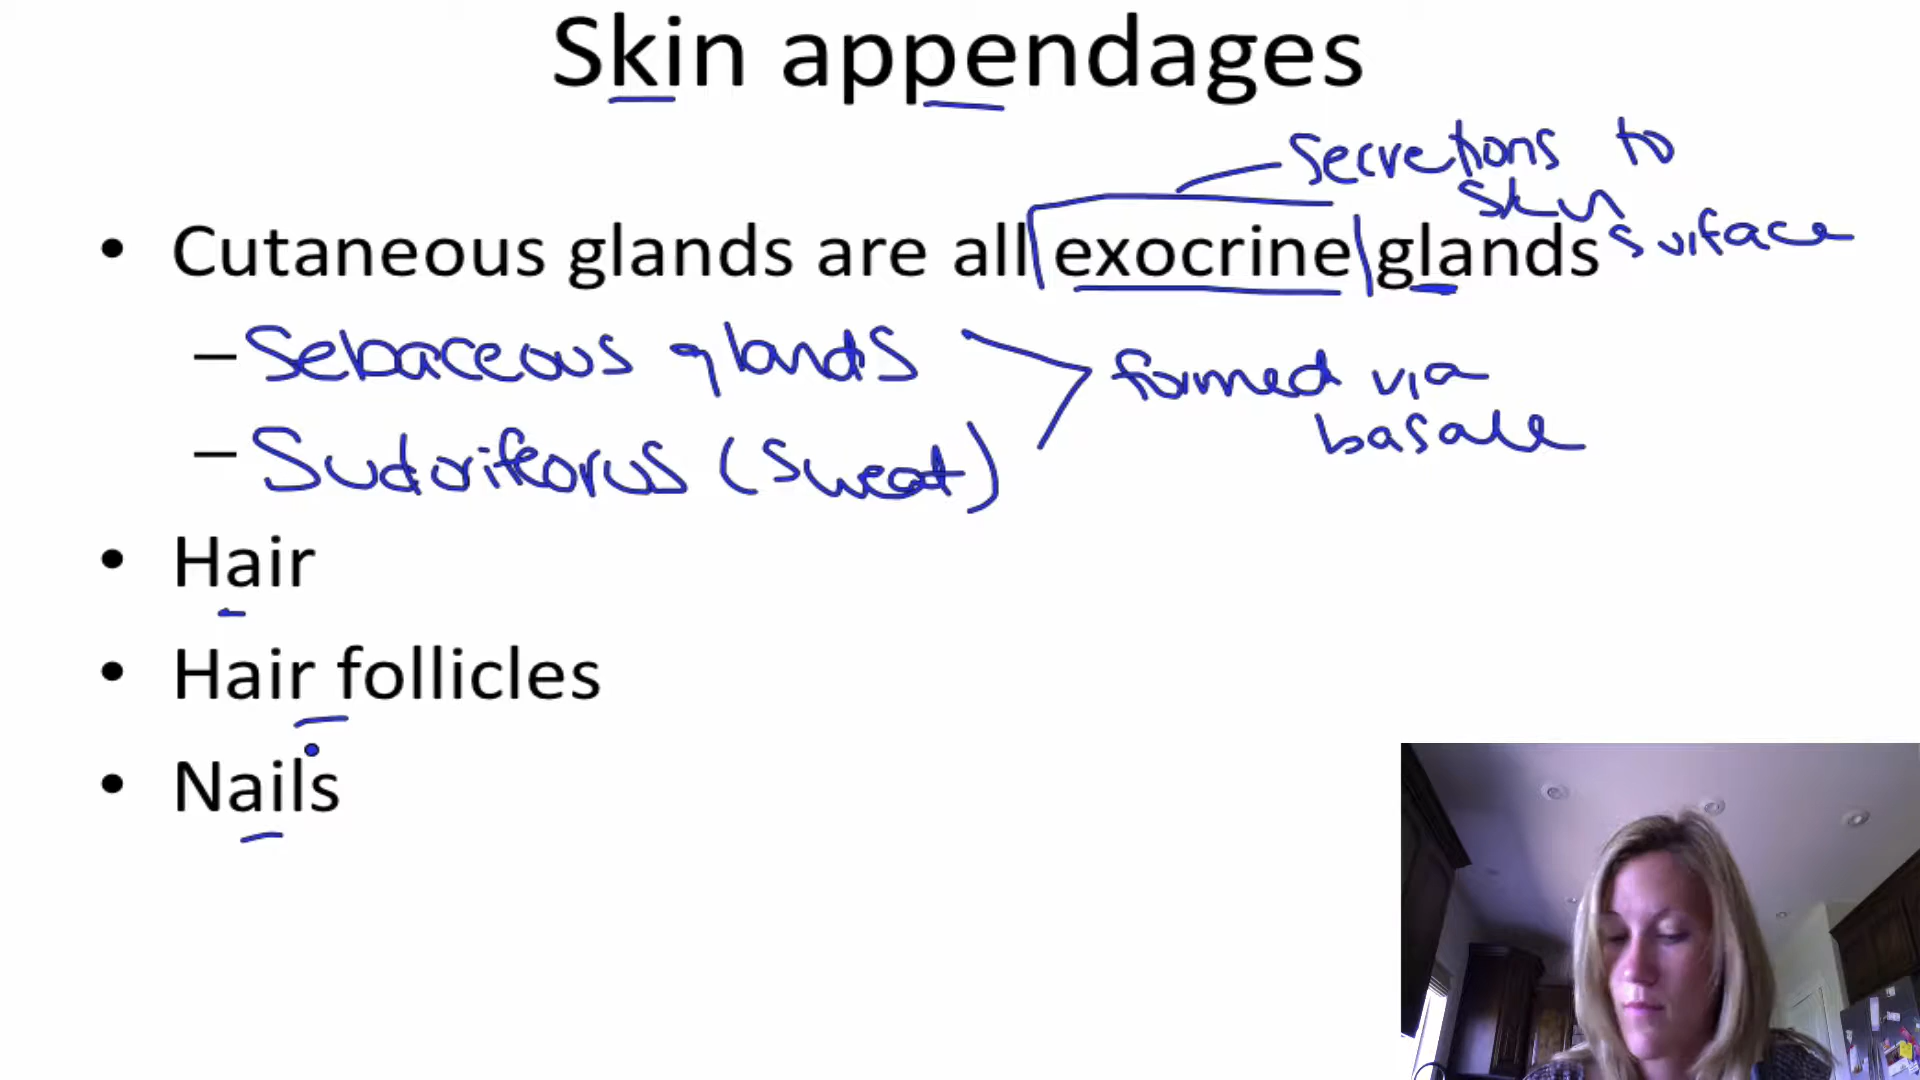 Skin appendages
secretions to
skin
surface
• Cutaneous glands are all exocrine glands
– Sebaceous glands
formed via
basale
– Sudoriferorus (sweat)
• Hair
• Hair follicles
• Nails